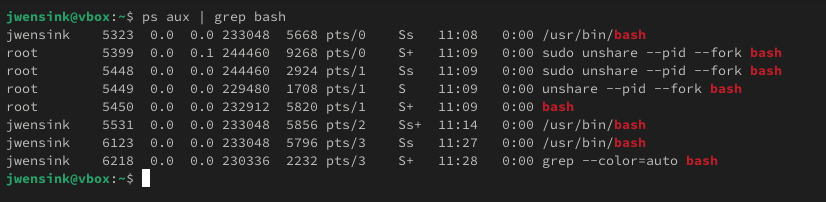 jwensink@vbox:~$ ps aux | grep bash
jwensink    5323  0.0  0.0 233048  5668 pts/0    Ss   11:08   0:00 /usr/bin/bash
root        5399  0.0  0.1 244460  9268 pts/0    S+   11:09   0:00 sudo unshare --pid --fork bash
root        5448  0.0  0.0 244460  2924 pts/1    Ss   11:09   0:00 sudo unshare --pid --fork bash
root        5449  0.0  0.0 229480  1708 pts/1    S    11:09   0:00 unshare --pid --fork bash
root        5450  0.0  0.0 232912  5820 pts/1    S+   11:09   0:00 bash
jwensink    5531  0.0  0.0 233048  5856 pts/2    Ss+  11:14   0:00 /usr/bin/bash
jwensink    6123  0.0  0.0 233048  5796 pts/3    Ss   11:27   0:00 /usr/bin/bash
jwensink    6218  0.0  0.0 230336  2232 pts/3    S+   11:28   0:00 grep --color=auto bash
jwensink@vbox:~$